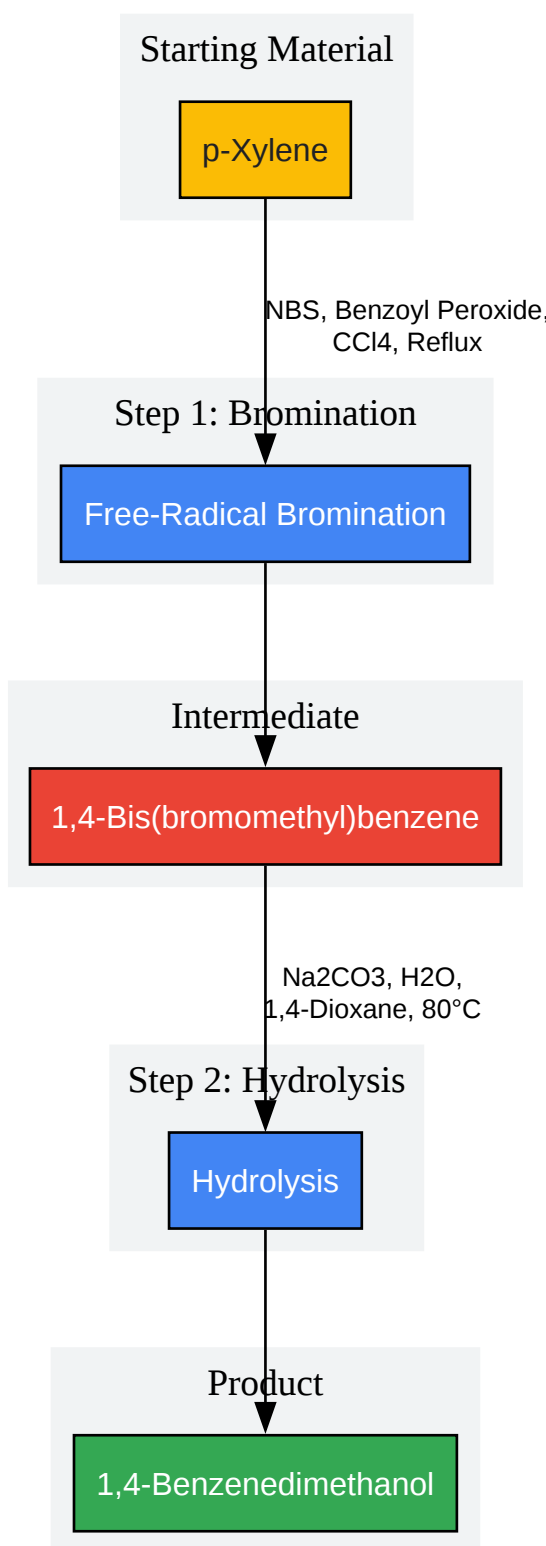 Starting Material
p-Xylene
NBS, Benzoyl Peroxide,
CCl4, Reflux
Step 1: Bromination
Free-Radical Bromination
Intermediate
1,4-Bis(bromomethyl)benzene
Na2CO3, H2O,
1,4-Dioxane, 80°C
Step 2: Hydrolysis
Hydrolysis
Product
1,4-Benzenedimethanol